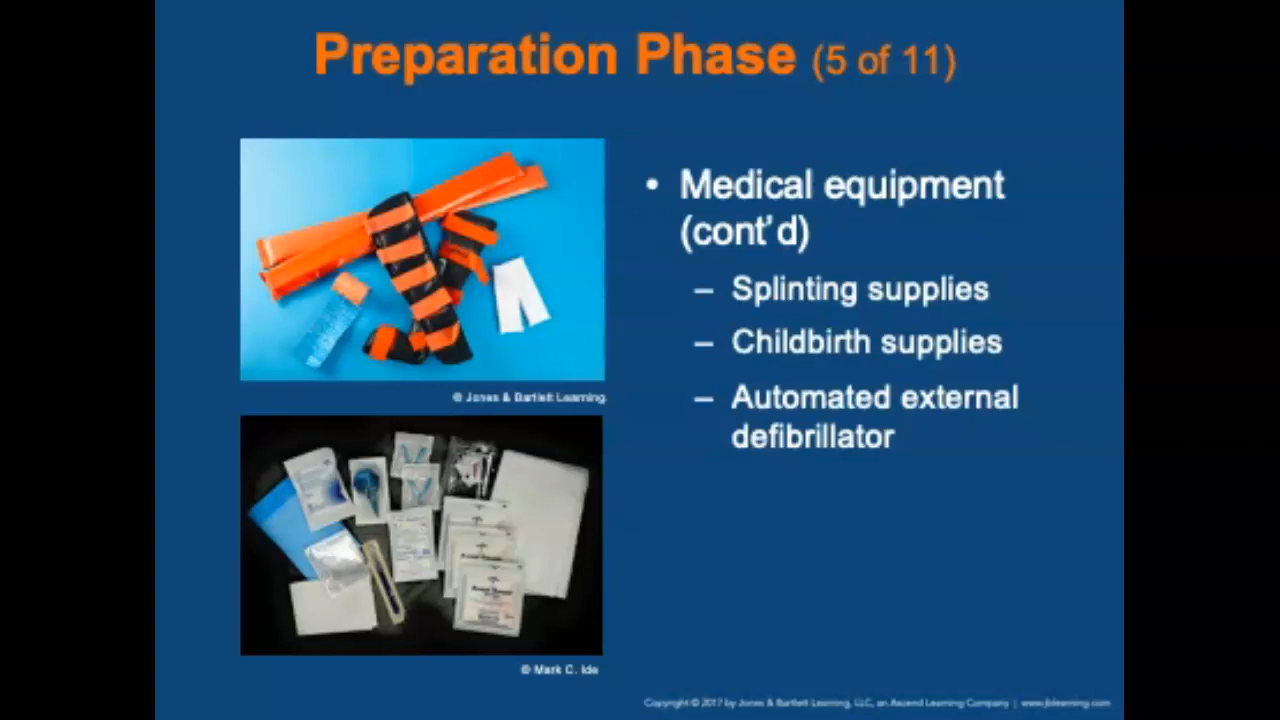 Preparation Phase (5 of 11)
• Medical equipment
(cont'd)
– Splinting supplies
– Childbirth supplies
– Automated external
defibrillator
© Jones & Bartlett Learning.
© Mark C. Ide
Copyright © 2017 by Jones & Bartlett Learning, LLC, an Ascend Learning Company | www.jblearning.com